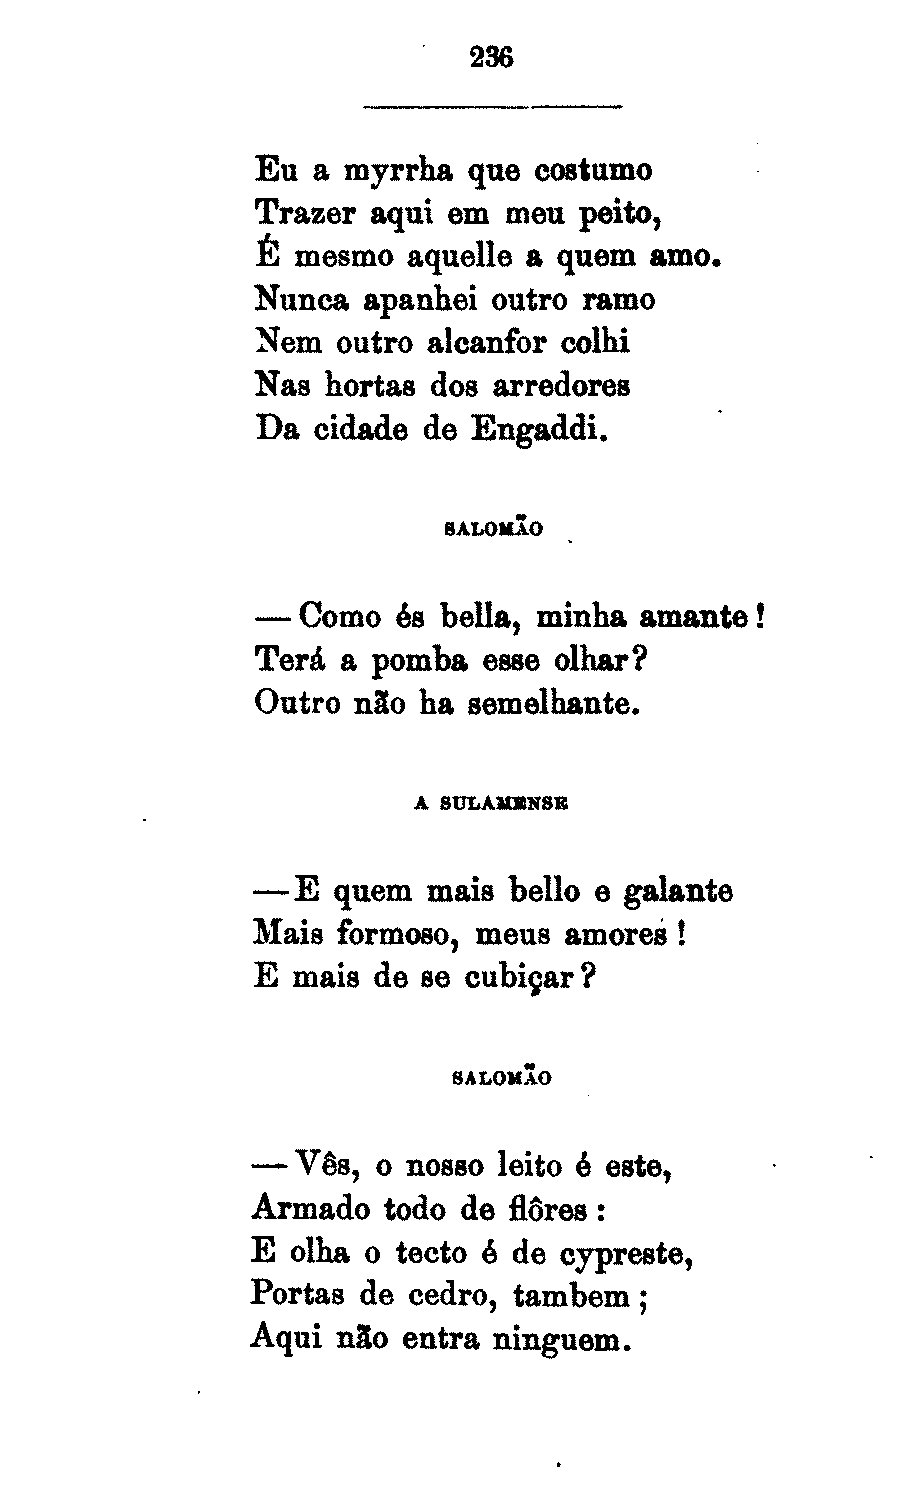 236
Eu a myrrha que costumo
Trazer aqui em meu peito,
É mesmo aquelle a quem amo.
Nunca apanhei outro ramo
Nem outro alcanfor colhi
Nas hortas dos arredores
Da cidade de Engaddi.
SALOMÃO
— Como és bella, minha amante!
Terá a pomba esse olhar?
Outro não ha semelhante.
A SULAMENSE
— E quem mais bello e galante
Mais formoso, meus amores!
E mais de se cubiçar?
SALOMÃO
— Vês, o nosso leito é este,
Armado todo de flôres:
E olha o tecto é de cypreste,
Portas de cedro, tambem;
Aqui não entra ninguem.